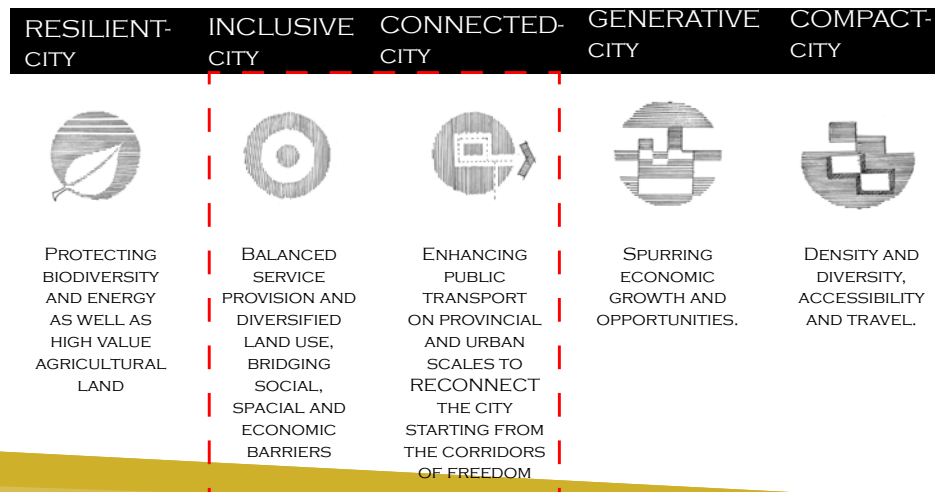 RESILIENT-
CITY
INCLUSIVE
CITY
CONNECTED-
CITY
GENERATIVE
CITY
COMPACT-
CITY
PROTECTING
BIODIVERSITY
AND ENERGY
AS WELL AS
HIGH VALUE
AGRICULTURAL
LAND
BALANCED
SERVICE
PROVISION AND
DIVERSIFIED
LAND USE,
BRIDGING
SOCIAL,
SPACIAL AND
ECONOMIC
BARRIERS
ENHANCING
PUBLIC
TRANSPORT
ON PROVINCIAL
AND URBAN
SCALES TO
RECONNECT
THE CITY
STARTING FROM
THE CORRIDORS
OF FREEDOM
SPURRING
ECONOMIC
GROWTH AND
OPPORTUNITIES.
DENSITY AND
DIVERSITY,
ACCESSIBILITY
AND TRAVEL.